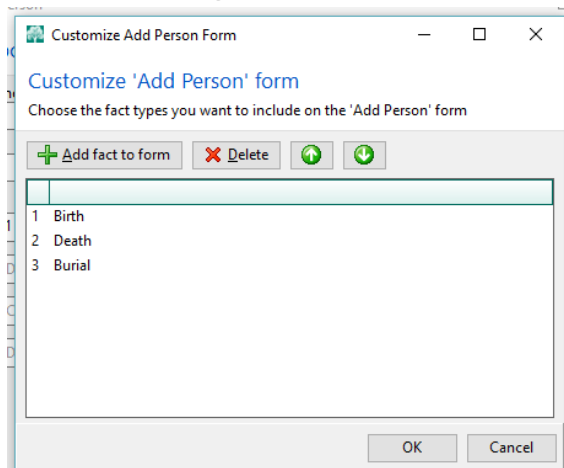 Customize Add Person Form
Customize 'Add Person' form
Choose the fact types you want to include on the 'Add Person' form
Add fact to form Delete
1 Birth
2 Death
3 Burial
OK Cancel